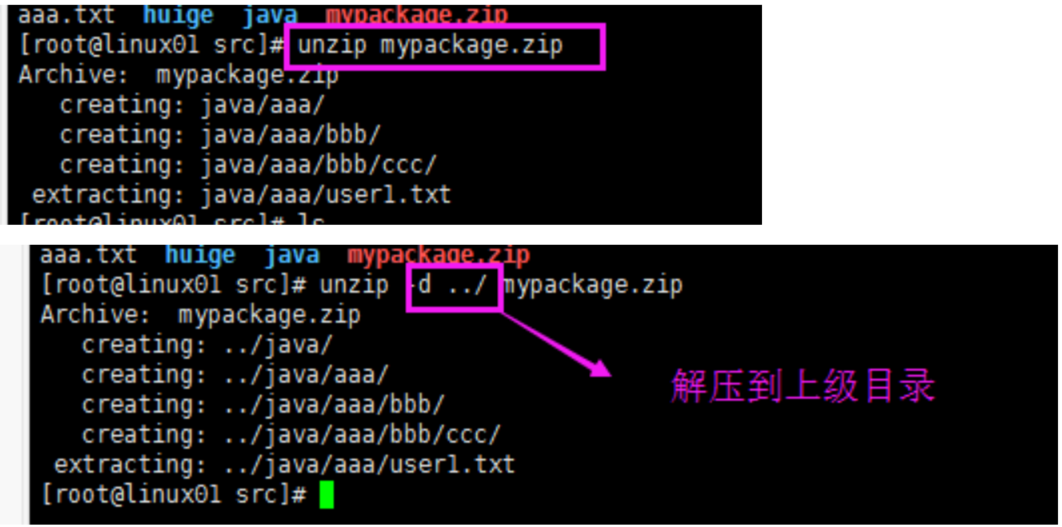 aaa.txt  huige  java  mypackage.zip
[root@linux01 src]# unzip mypackage.zip
Archive:  mypackage.zip
   creating: java/aaa/
   creating: java/aaa/bbb/
   creating: java/aaa/bbb/ccc/
 extracting: java/aaa/user1.txt
[root@linux01 src]# ls
aaa.txt  huige  java  mypackage.zip
[root@linux01 src]# unzip -d ../ mypackage.zip
Archive:  mypackage.zip
   creating: ../java/
   creating: ../java/aaa/
   creating: ../java/aaa/bbb/
   creating: ../java/aaa/bbb/ccc/
 extracting: ../java/aaa/user1.txt
[root@linux01 src]#
解压到上级目录